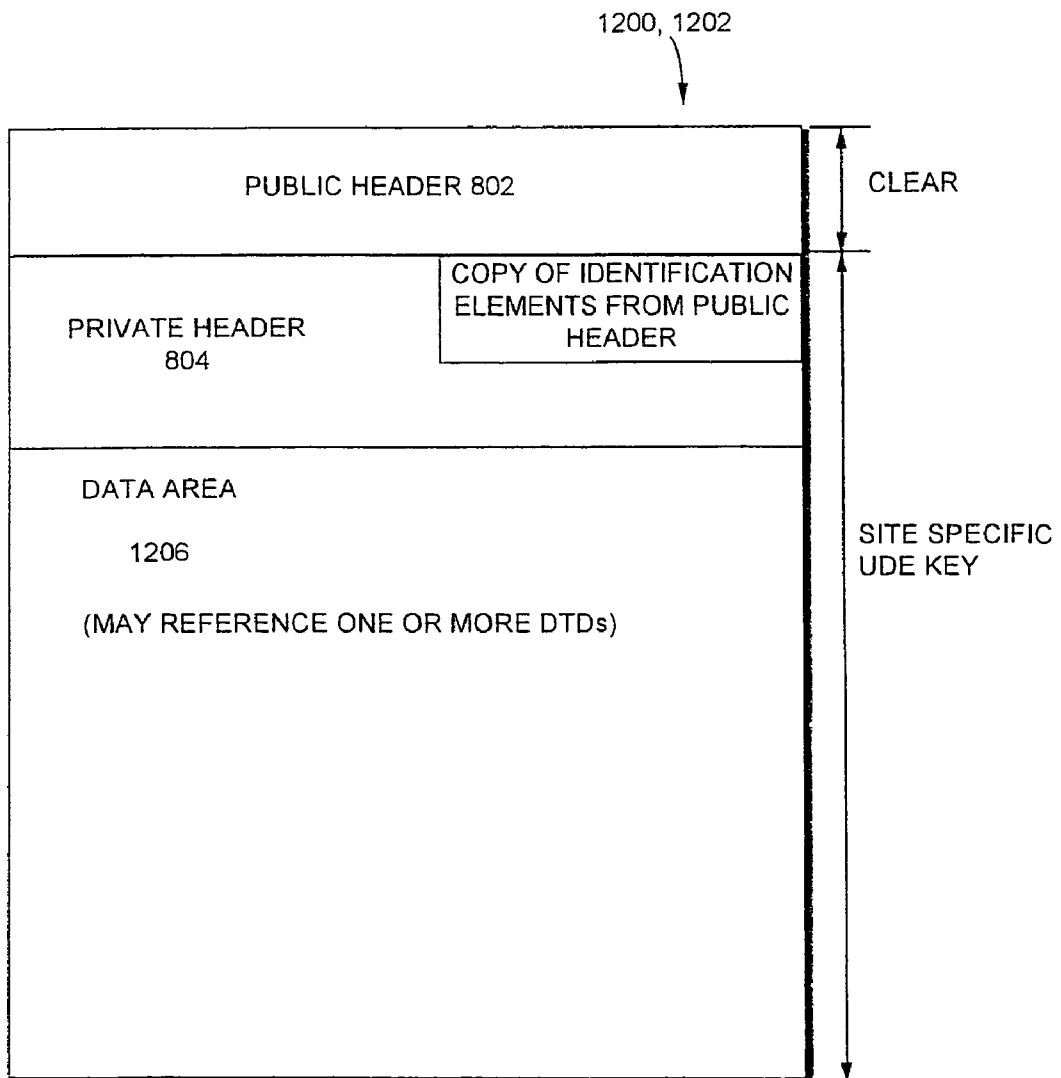 1200, 1202
PUBLIC HEADER 802
CLEAR
COPY OF IDENTIFICATION
ELEMENTS FROM PUBLIC
HEADER
PRIVATE HEADER
804
DATA AREA
1206
(MAY REFERENCE ONE OR MORE DTDs)
SITE SPECIFIC
UDE KEY